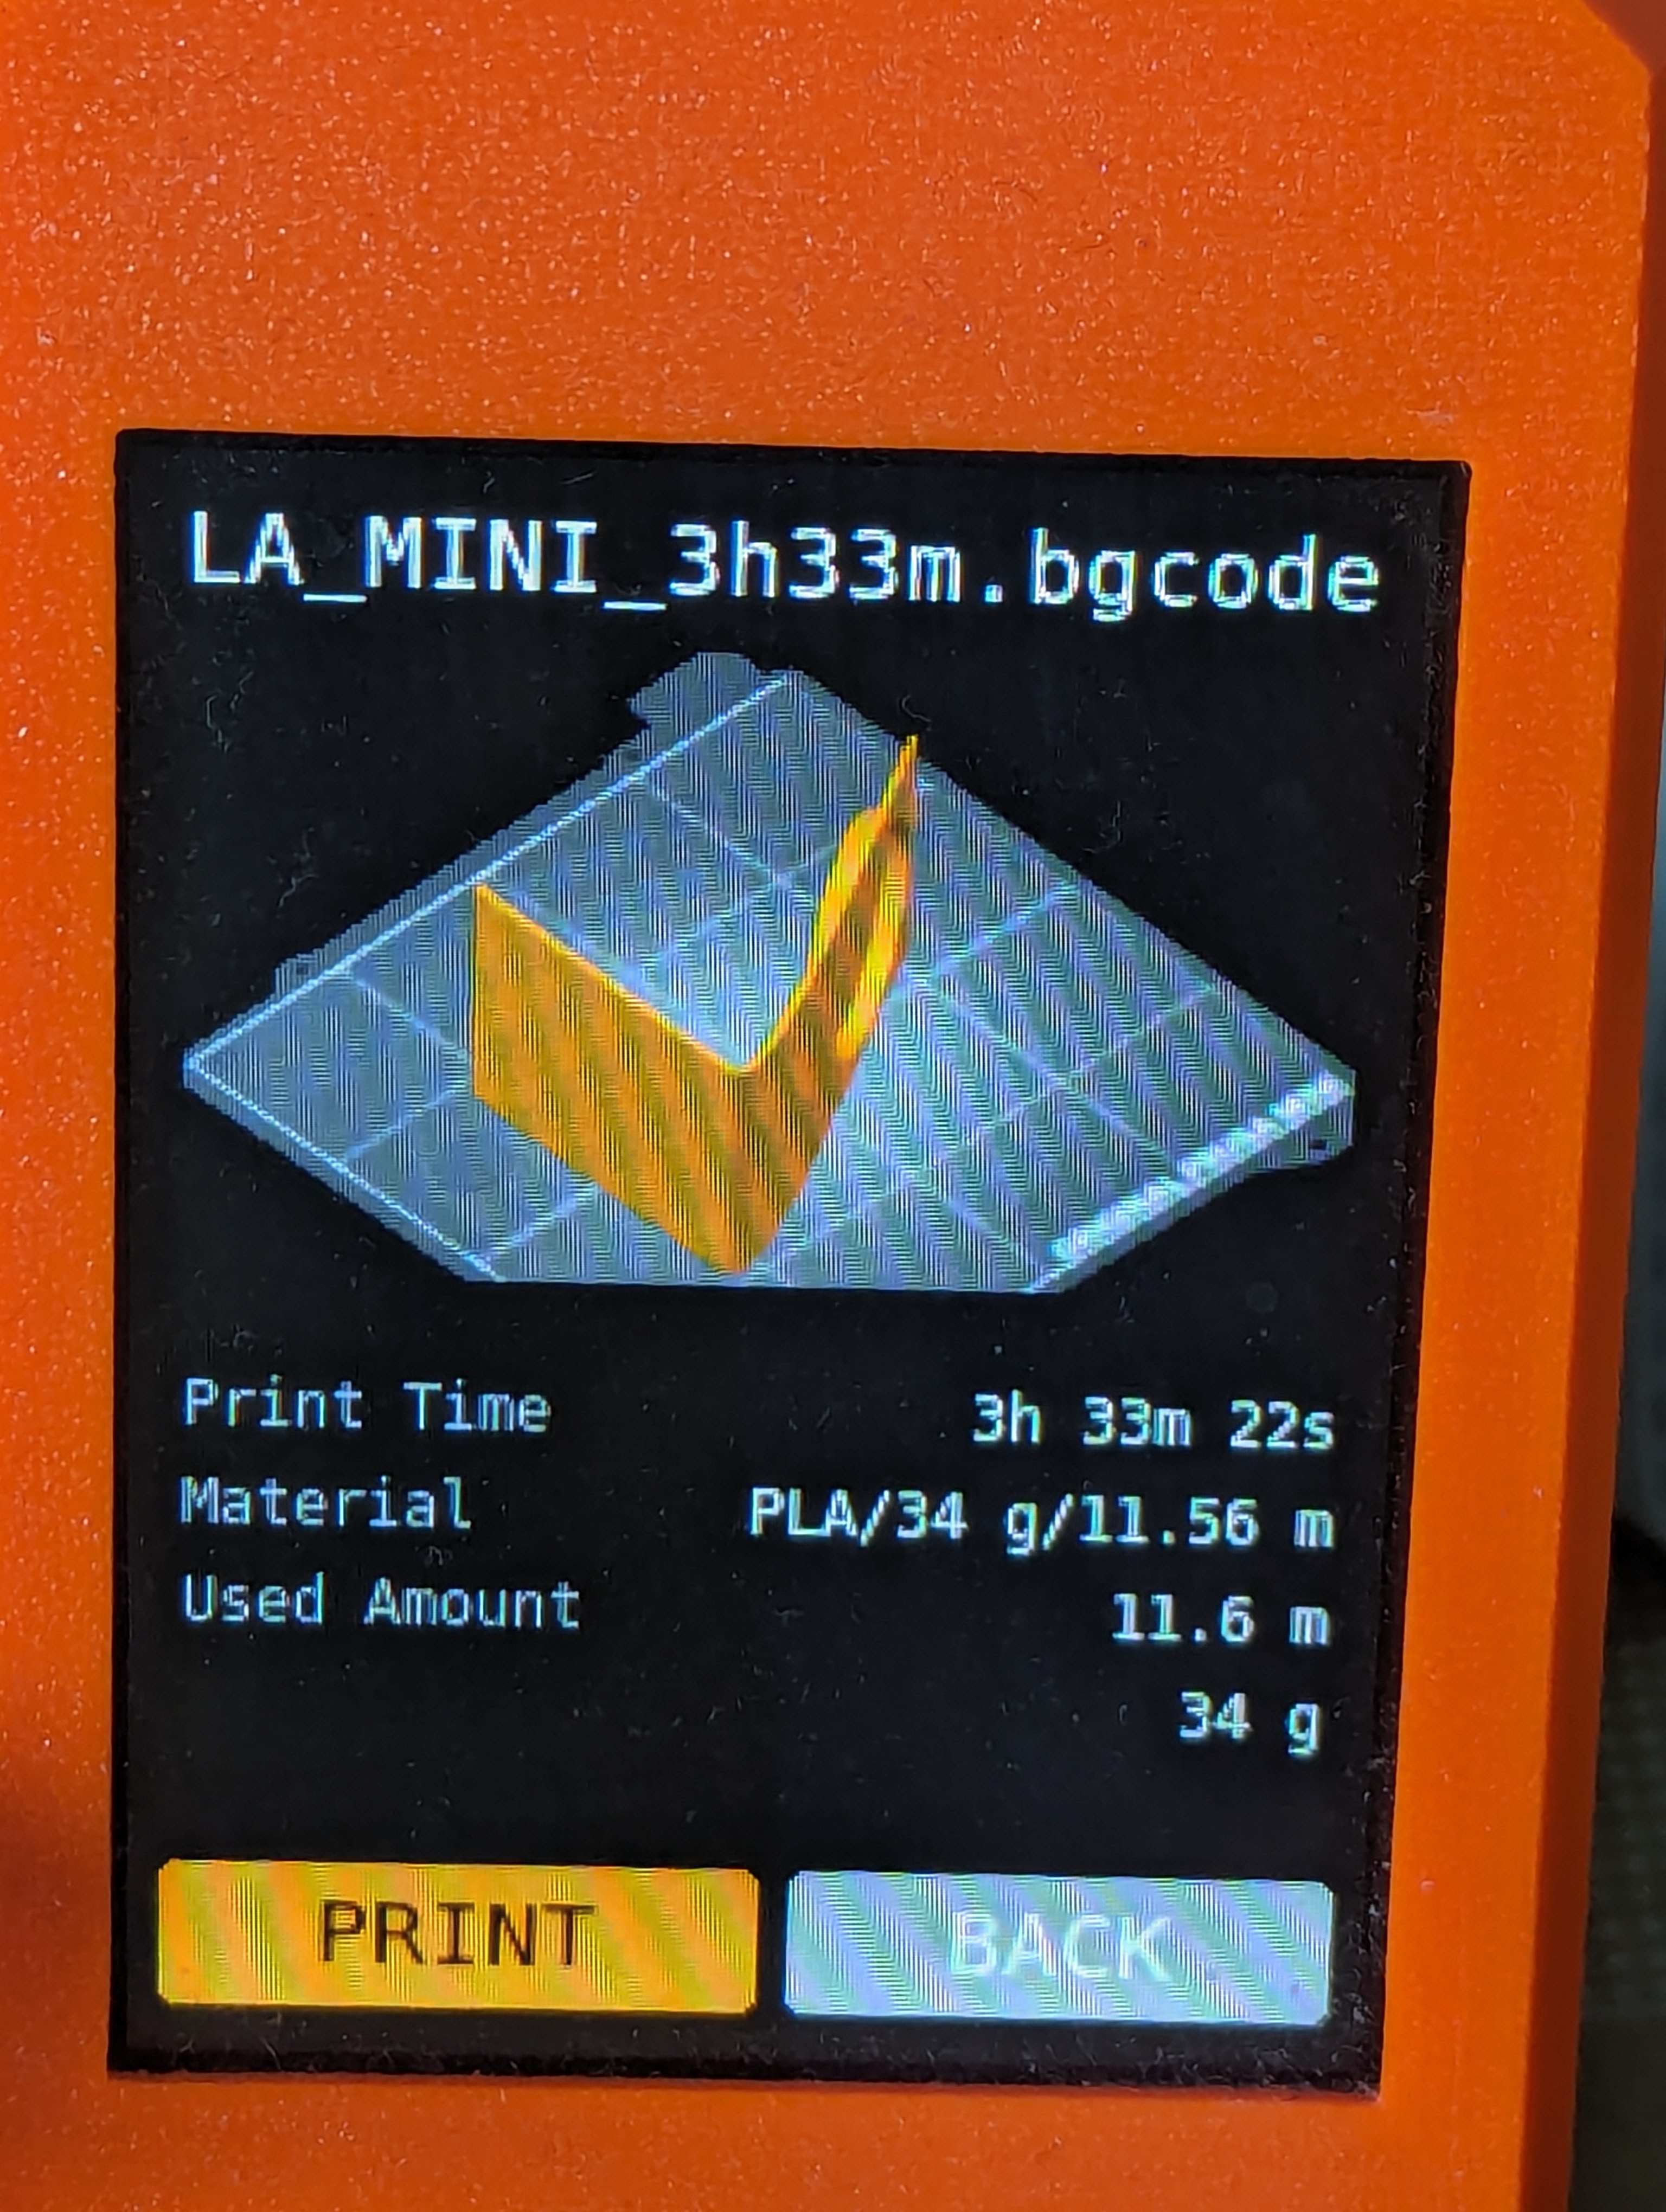 LA_MINI_3h33m.bgcode
Print Time 3h 33m 22s
Material PLA/34 g/11.56 m
Used Amount 11.6 m
34 g
PRINT BACK